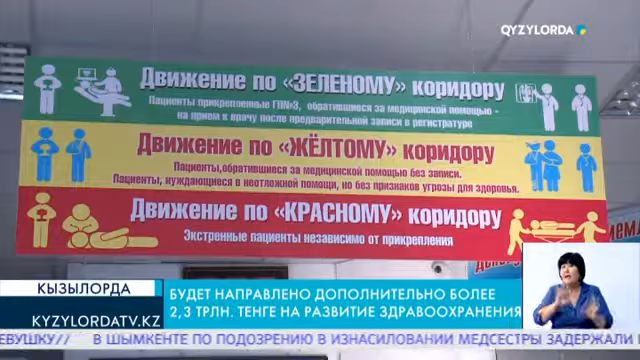 QYZYLORDA
Движение по «ЗЕЛЕНОМУ» коридору
Пациенты прикрепленные ГП№3, обратившиеся за медицинской помощью -
на прием к врачу после предварительной записи в регистратуре
Движение по «ЖЁЛТОМУ» коридору
Пациенты,обратившиеся за медицинской помощью без записи.
Пациенты, нуждающиеся в неотложной помощи, но без признаков угрозы для здоровья.
Движение по «КРАСНОМУ» коридору
Экстренные пациенты независимо от прикрепления
КЫЗЫЛОРДА
KYZYLORDATV.KZ
БУДЕТ НАПРАВЛЕНО ДОПОЛНИТЕЛЬНО БОЛЕЕ
2,3 ТРЛН. ТЕНГЕ НА РАЗВИТИЕ ЗДРАВООХРАНЕНИЯ
ЕВУШКУ// В ШЫМКЕНТЕ ПО ПОДОЗРЕНИЮ В ИЗНАСИЛОВАНИИ МЕДСЕСТРЫ ЗАДЕРЖАЛИ